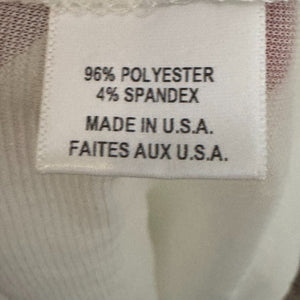 96% POLYESTER
4% SPANDEX
MADE IN U.S.A.
FAITES AUX U.S.A.